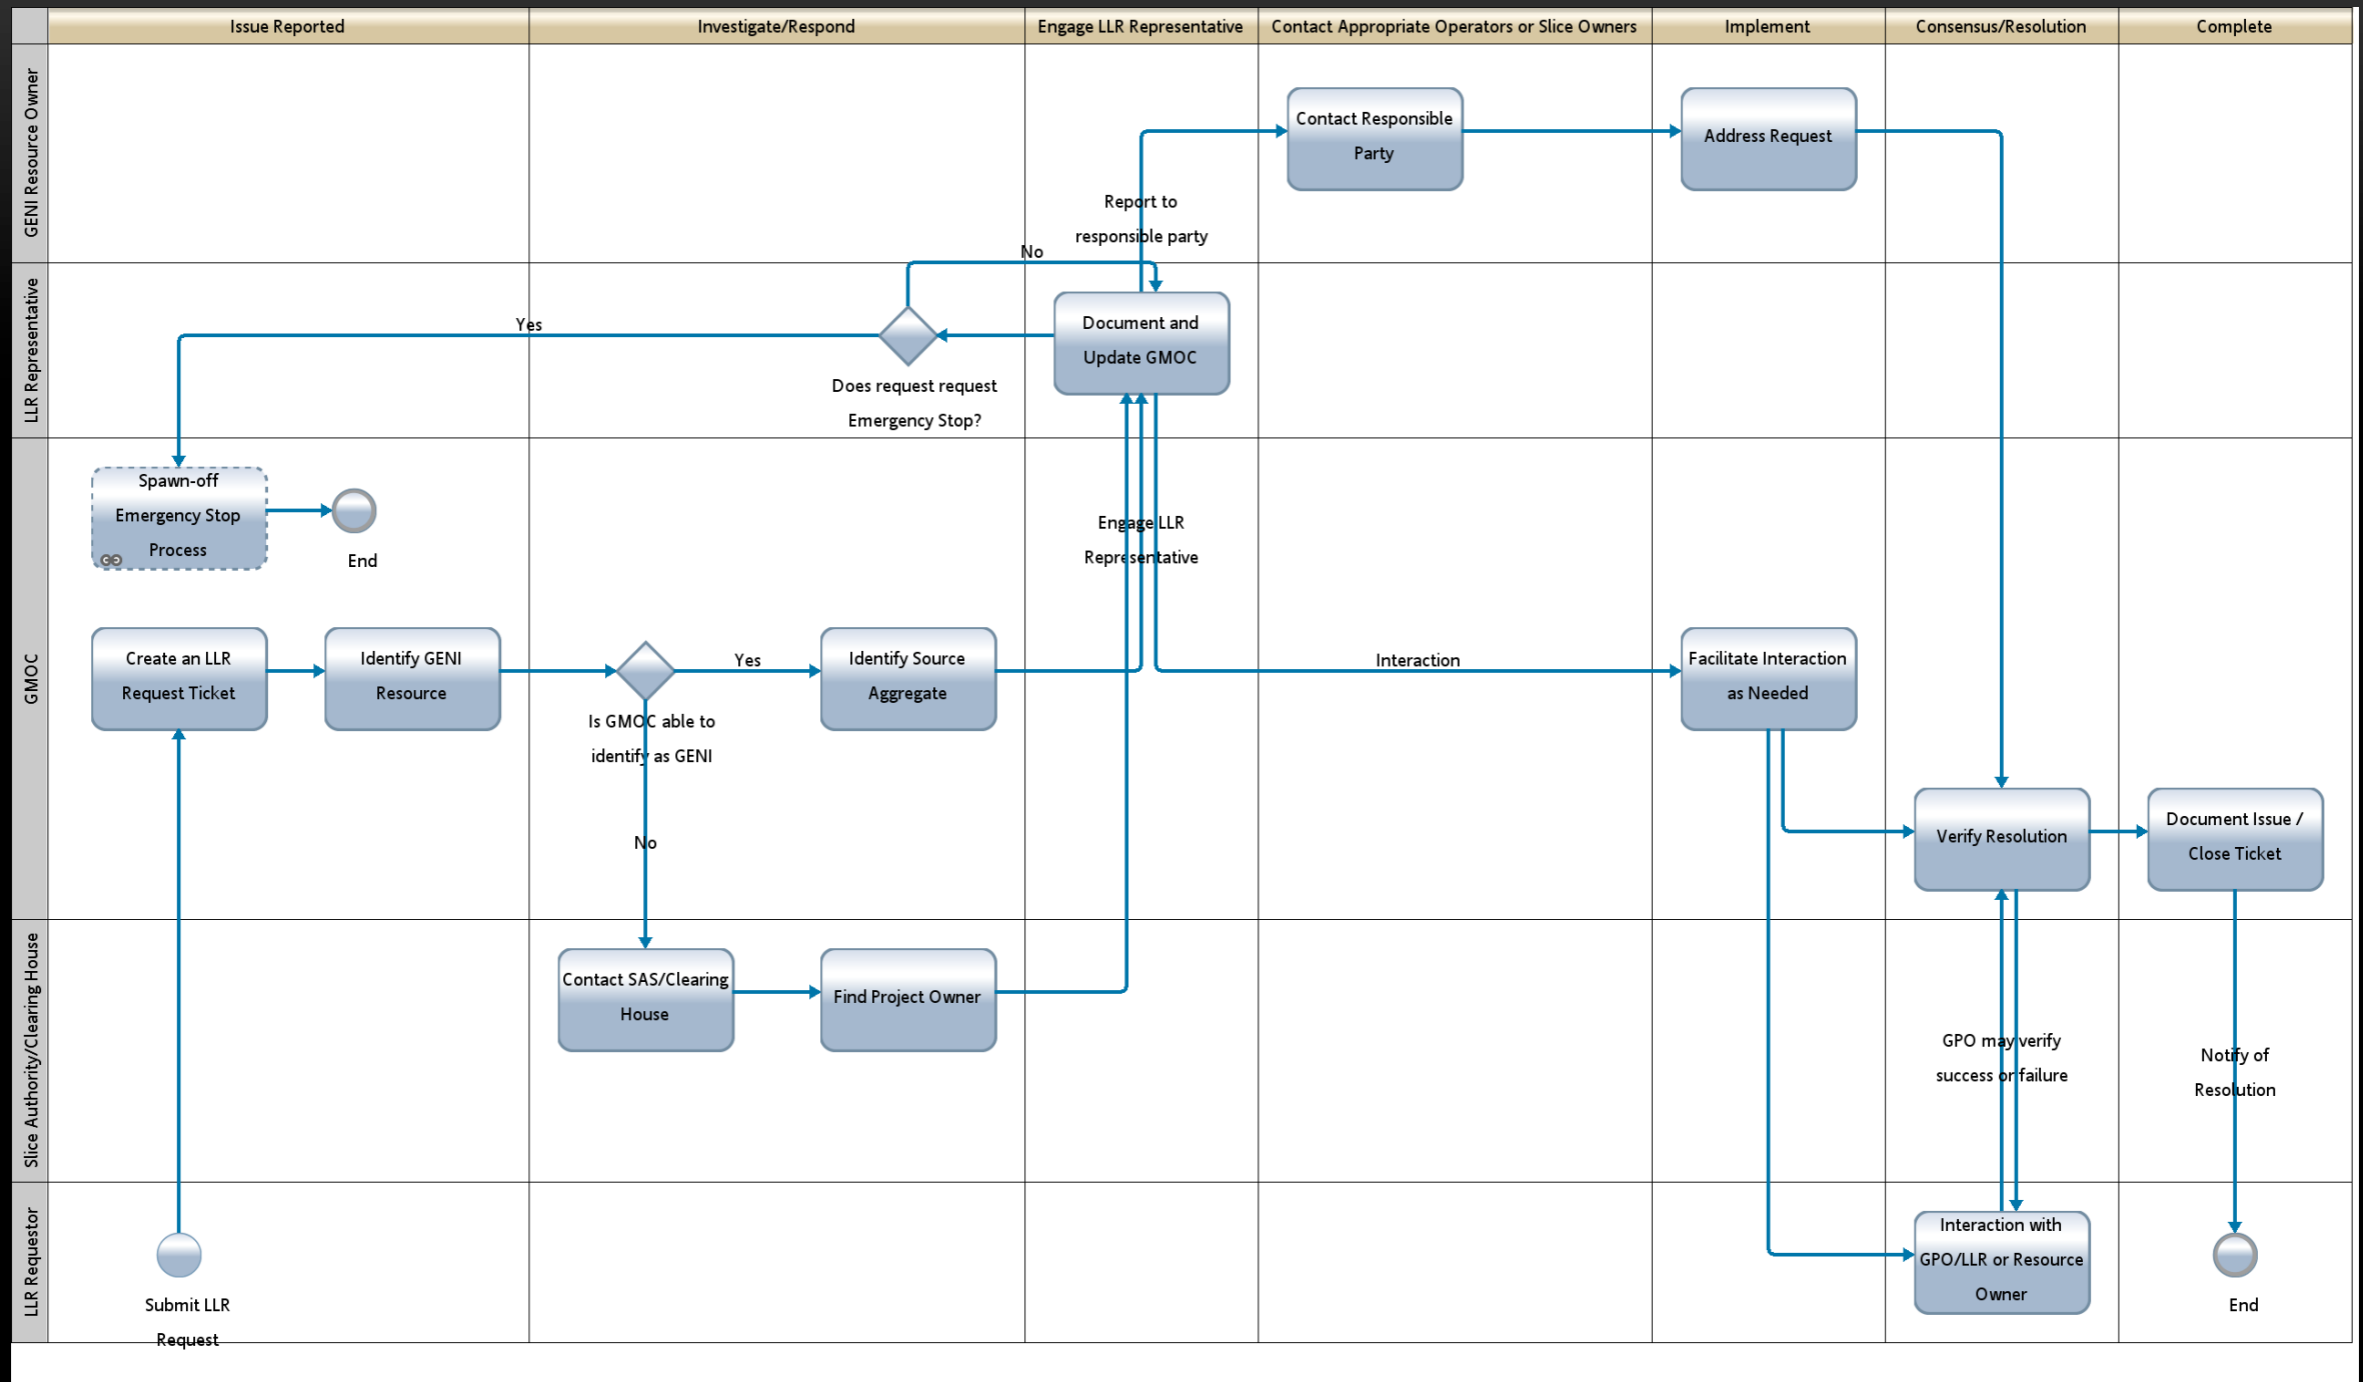 Issue Reported
Investigate/Respond
Engage LLR Representative
Contact Appropriate Operators or Slice Owners
Implement
Consensus/Resolution
Complete
GENI Resource Owner
Contact Responsible
Party
Address Request
Report to
responsible party
No
LLR Representative
Yes
Document and
Update GMOC
Does request request
Emergency Stop?
GMOC
Spawn-off
Emergency Stop
Process
End
Engage LLR
Representative
Create an LLR
Request Ticket
Identify GENI
Resource
Is GMOC able to
identify as GENI
Yes
Identify Source
Aggregate
Interaction
Facilitate Interaction
as Needed
No
Verify Resolution
Document Issue /
Close Ticket
Slice Authority/Clearing House
Contact SAS/Clearing
House
Find Project Owner
GPO may verify
success or failure
Notify of
Resolution
LLR Requestor
Submit LLR
Request
Interaction with
GPO/LLR or Resource
Owner
End